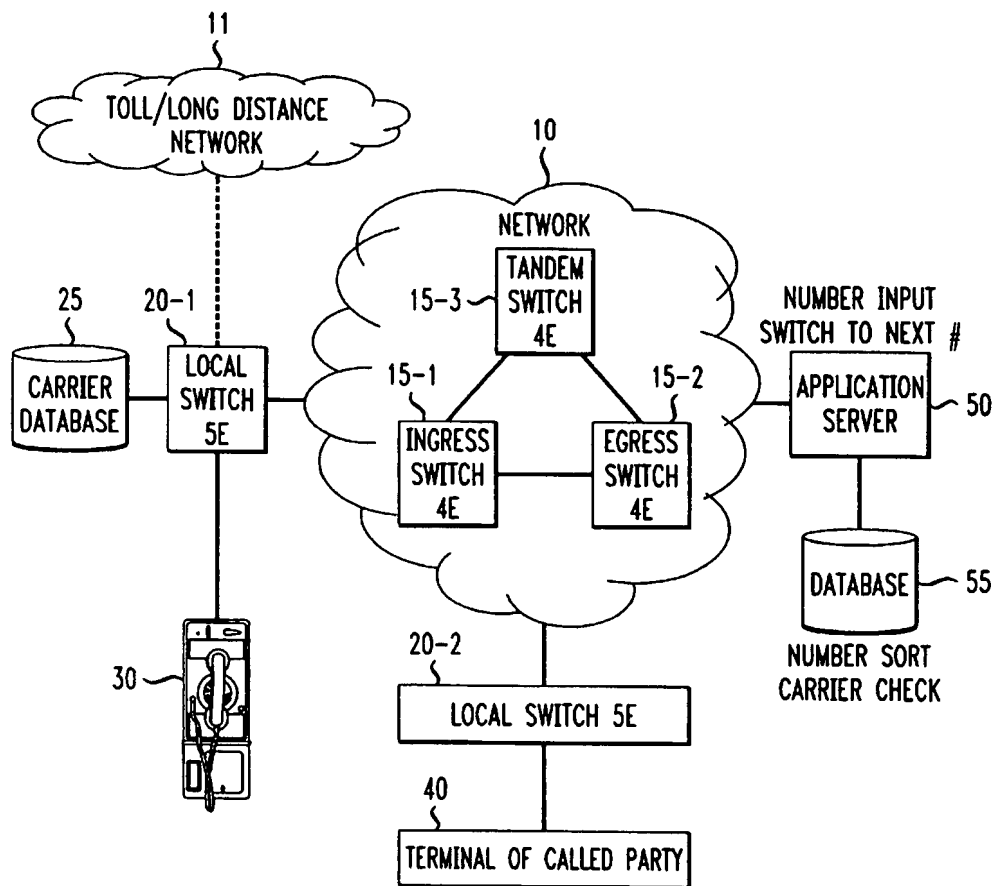 11
TOLL/LONG DISTANCE
NETWORK
10
NETWORK
TANDEM
SWITCH
4E
15-3
25
20-1
CARRIER
DATABASE
LOCAL
SWITCH
5E
15-1
INGRESS
SWITCH
4E
15-2
EGRESS
SWITCH
4E
NUMBER INPUT
SWITCH TO NEXT #
APPLICATION
SERVER
50
DATABASE
55
NUMBER SORT
CARRIER CHECK
30
20-2
LOCAL SWITCH 5E
40
TERMINAL OF CALLED PARTY